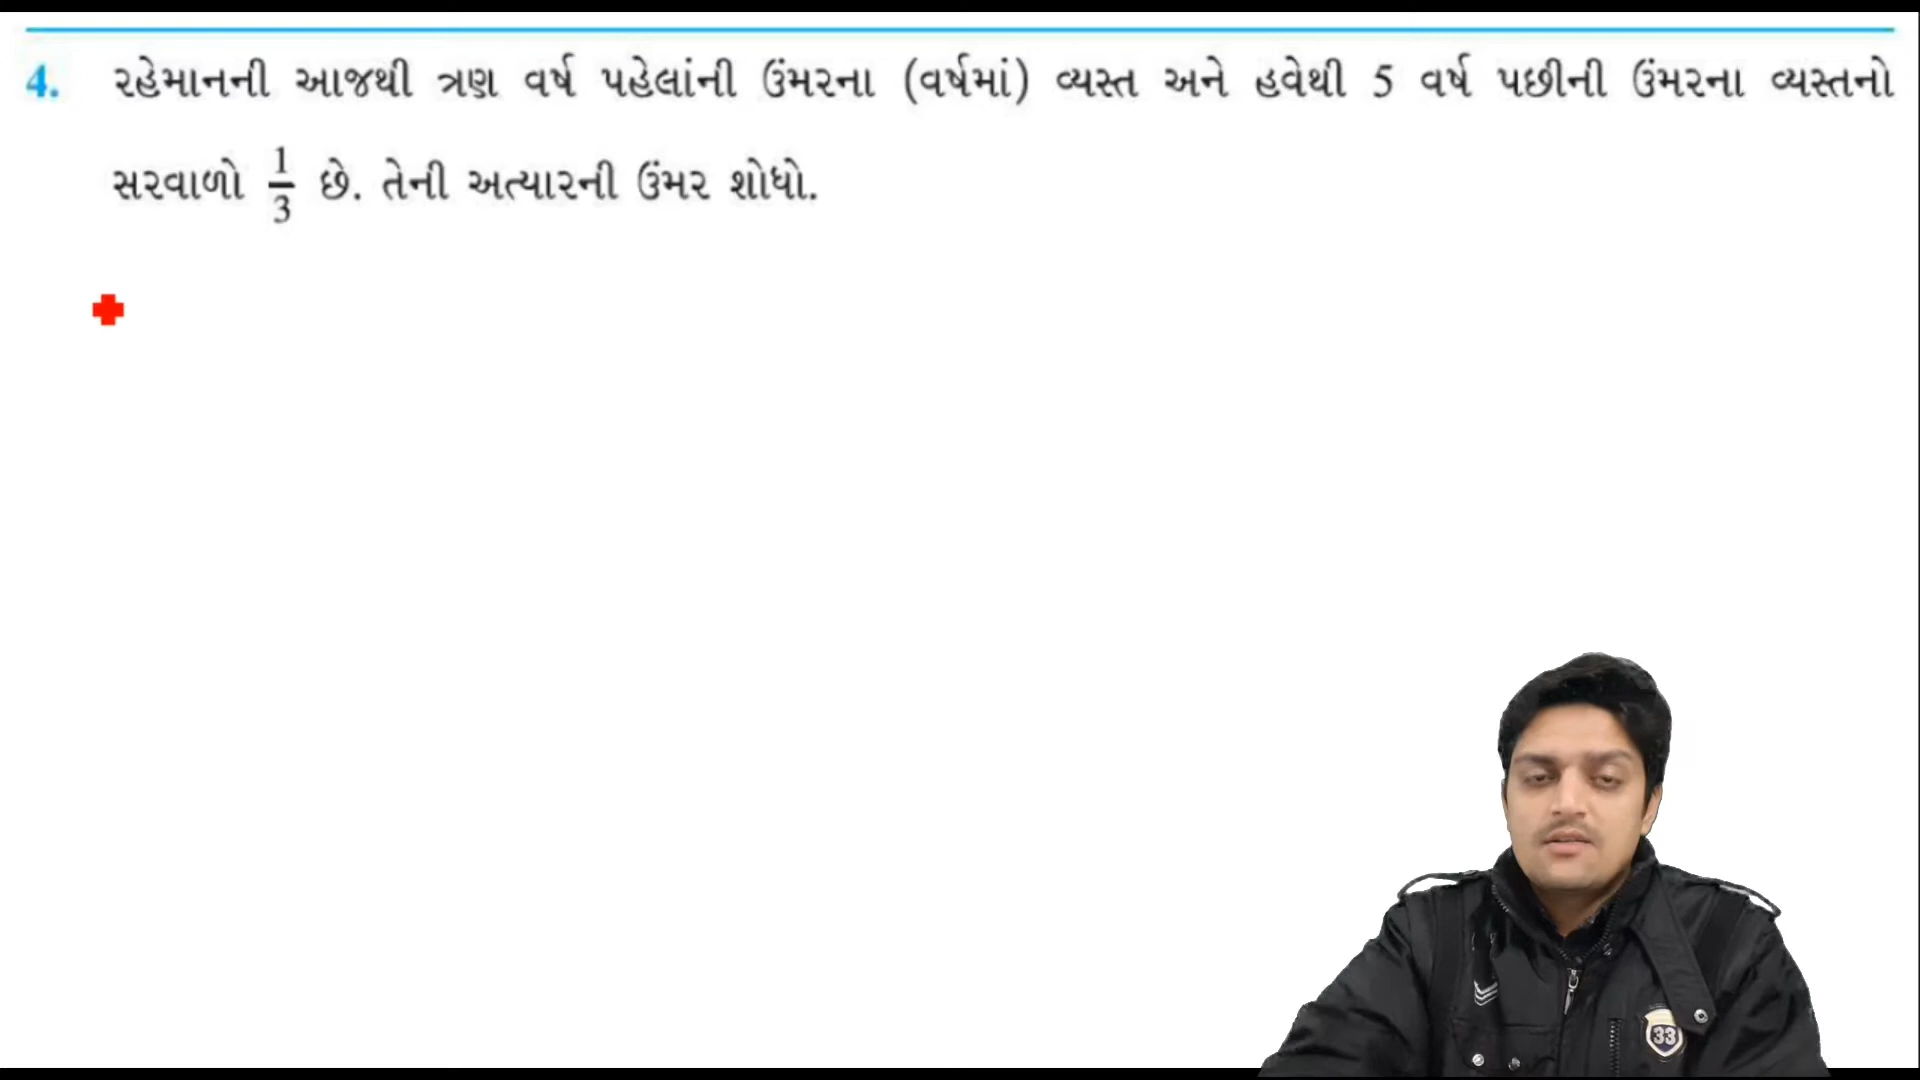 4. રહેમાનની આજથી ત્રણ વર્ષ પહેલાંની ઉંમરના (વર્ષમાં) વ્યસ્ત અને હવેથી 5 વર્ષ પછીની ઉંમરના વ્યસ્તનો
સરવાળો 1/3 છે. તેની અત્યારની ઉંમર શોધો.
33